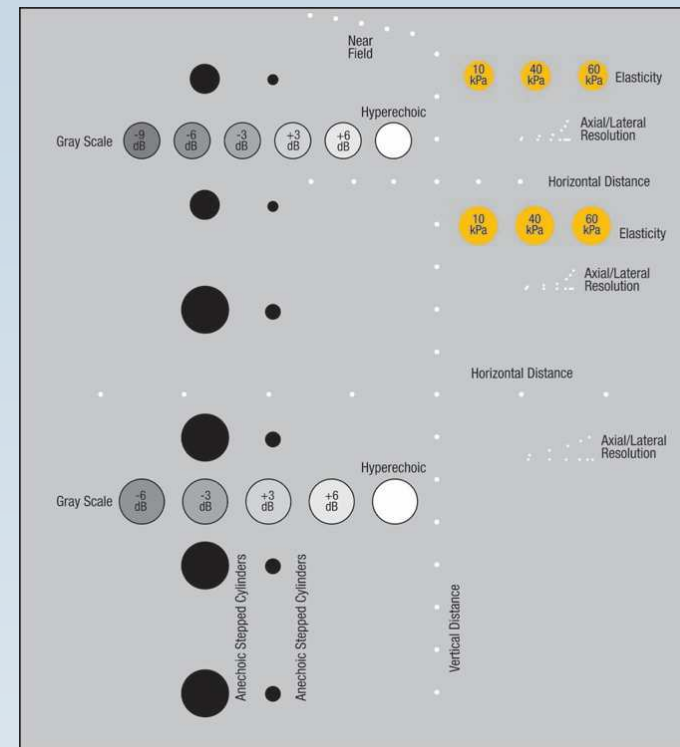 Near
Field
10
kPa
40
kPa
60
kPa
Elasticity
Hyperechoic
Axial/Lateral
Resolution
Gray Scale
-9
dB
-6
dB
-3
dB
+3
dB
+6
dB
Horizontal Distance
10
kPa
40
kPa
60
kPa
Elasticity
Axial/Lateral
Resolution
Horizontal Distance
Axial/Lateral
Resolution
Hyperechoic
Gray Scale
-6
dB
-3
dB
+3
dB
+6
dB
Anechoic Stepped Cylinders
Anechoic Stepped Cylinders
Vertical Distance